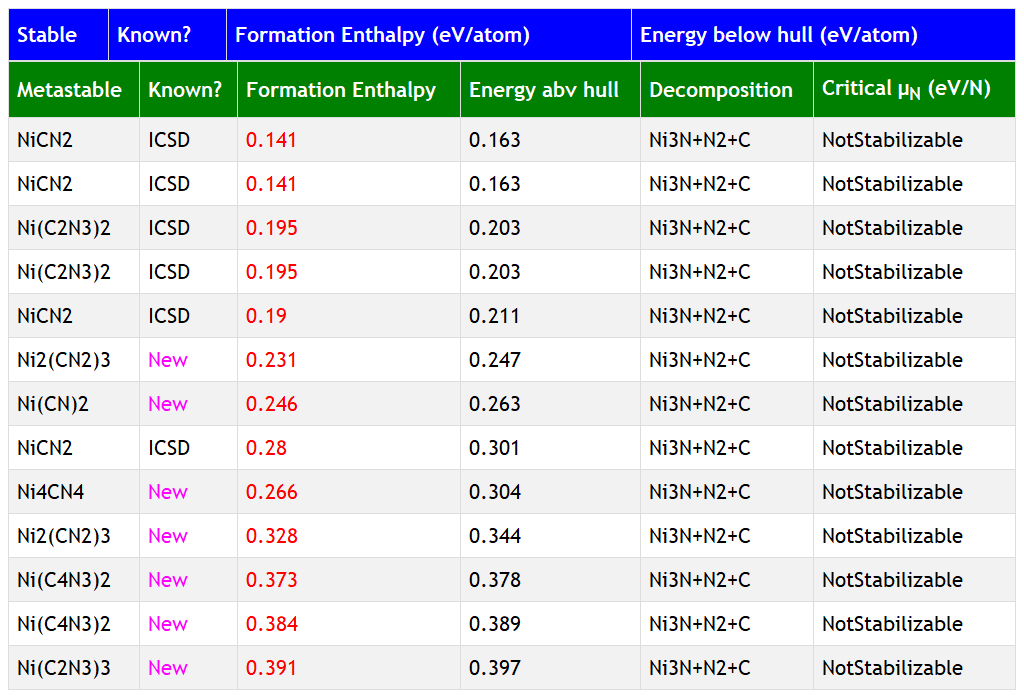 Stable Known? Formation Enthalpy (eV/atom) Energy below hull (eV/atom)
Metastable Known? Formation Enthalpy Energy abv hull Decomposition Critical μN (eV/N)
NiCN2 ICSD 0.141 0.163 Ni3N+N2+C NotStabilizable
NiCN2 ICSD 0.141 0.163 Ni3N+N2+C NotStabilizable
Ni(C2N3)2 ICSD 0.195 0.203 Ni3N+N2+C NotStabilizable
Ni(C2N3)2 ICSD 0.195 0.203 Ni3N+N2+C NotStabilizable
NiCN2 ICSD 0.19 0.211 Ni3N+N2+C NotStabilizable
Ni2(CN2)3 New 0.231 0.247 Ni3N+N2+C NotStabilizable
Ni(CN)2 New 0.246 0.263 Ni3N+N2+C NotStabilizable
NiCN2 ICSD 0.28 0.301 Ni3N+N2+C NotStabilizable
Ni4CN4 New 0.266 0.304 Ni3N+N2+C NotStabilizable
Ni2(CN2)3 New 0.328 0.344 Ni3N+N2+C NotStabilizable
Ni(C4N3)2 New 0.373 0.378 Ni3N+N2+C NotStabilizable
Ni(C4N3)2 New 0.384 0.389 Ni3N+N2+C NotStabilizable
Ni(C2N3)3 New 0.391 0.397 Ni3N+N2+C NotStabilizable